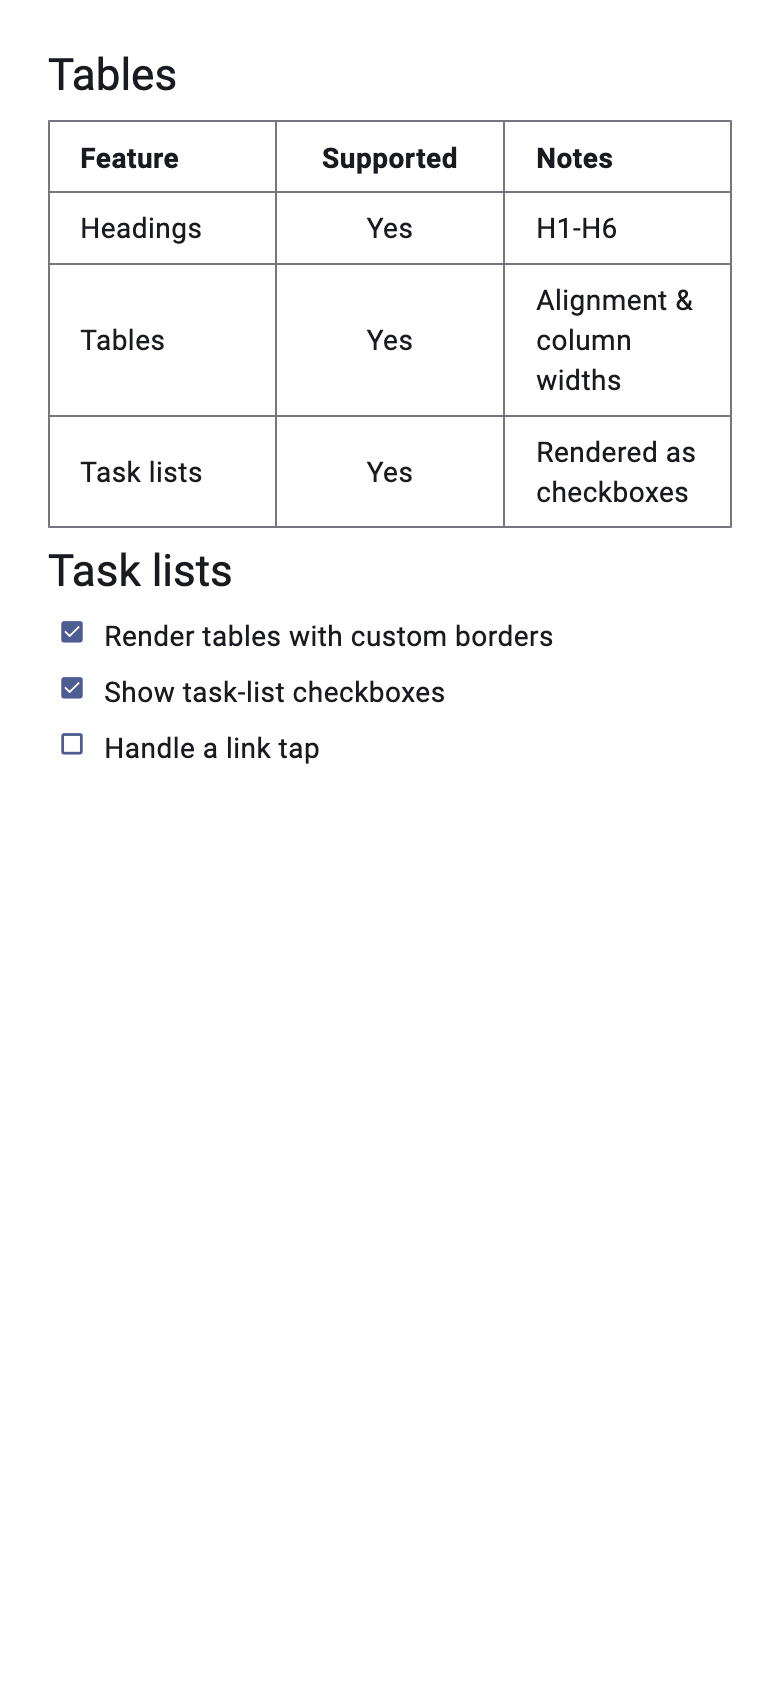 Tables
Feature Supported Notes
Headings Yes H1-H6
Tables Yes Alignment &
column
widths
Task lists Yes Rendered as
checkboxes
Task lists
Render tables with custom borders
Show task-list checkboxes
Handle a link tap